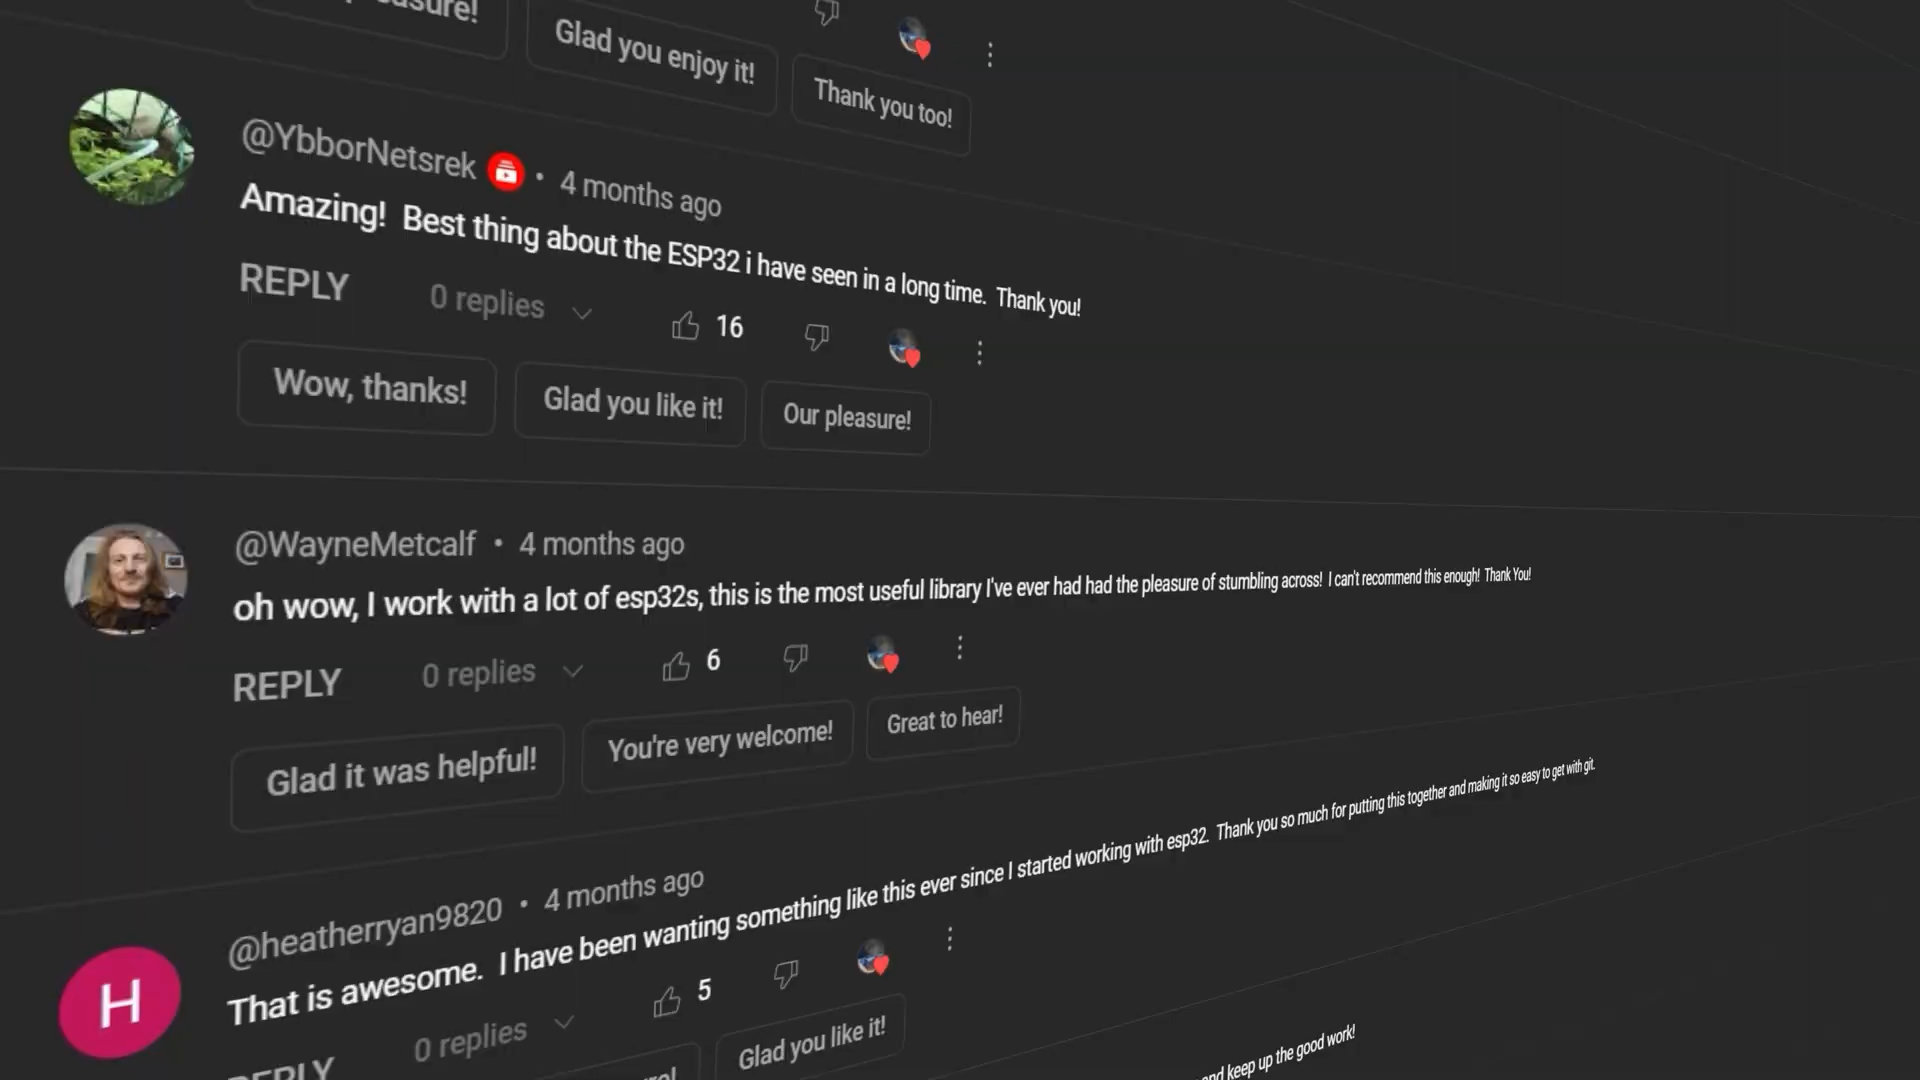 Glad you enjoy it!
Thank you too!
@YbborNetsrek • 4 months ago
Amazing!  Best thing about the ESP32 i have seen in a long time.  Thank you!
REPLY
0 replies
16
Wow, thanks!
Glad you like it!
Our pleasure!
@WayneMetcalf • 4 months ago
oh wow, I work with a lot of esp32s, this is the most useful library I've ever had had the pleasure of stumbling across!  I can't recommend this enough!  Thank You!
REPLY
0 replies
6
Glad it was helpful!
You're very welcome!
Great to hear!
@heatherryan9820 • 4 months ago
H
That is awesome.  I have been wanting something like this ever since I started working with esp32.  Thank you so much for putting this together and making it so easy to get with git.
REPLY
0 replies
5
Glad you like it!
and keep up the good work!